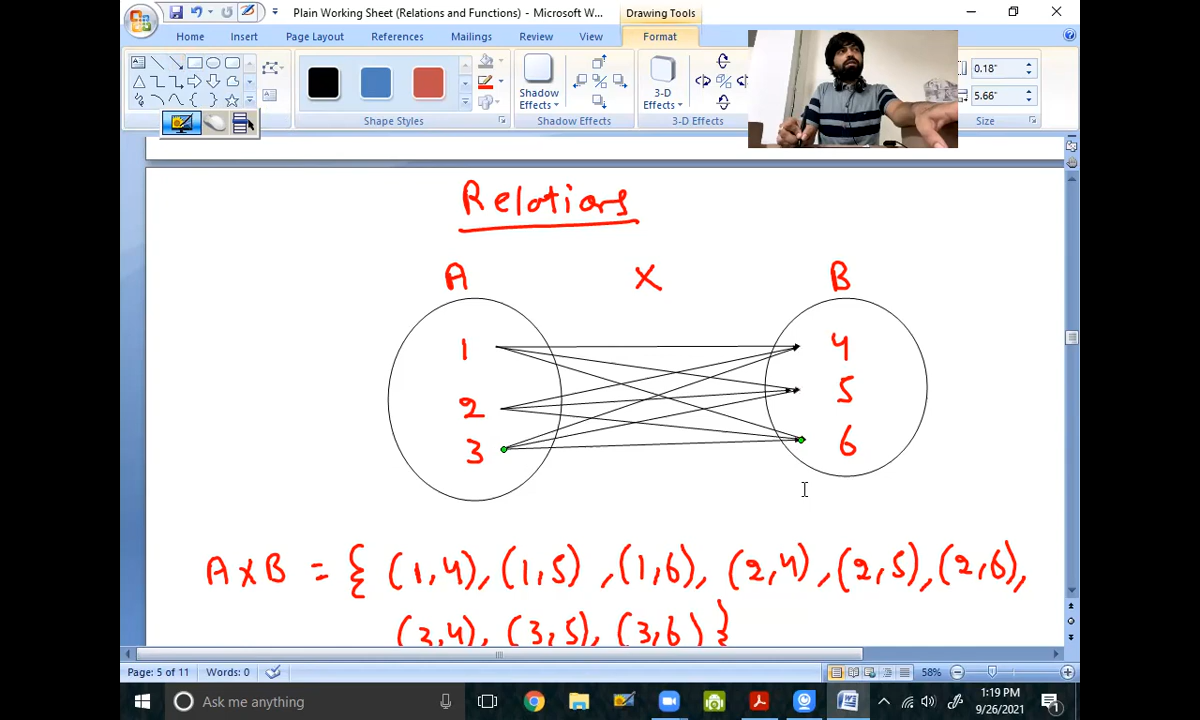 Plain Working Sheet (Relations and Functions) - Microsoft W... Drawing Tools
Home Insert Page Layout References Mailings Review View Format
Shadow Effects 3-D Effects 0.18" 5.66"
Shape Styles Shadow Effects 3-D Effects Size
Relations
A X B
1 4
2 5
3 6
A X B = { (1,4), (1,5) , (1,6), (2,4), (2,5), (2,6),
(3,4), (3,5), (3,6) }
Page: 5 of 11 Words: 0 58%
Ask me anything 1:19 PM
9/26/2021 1